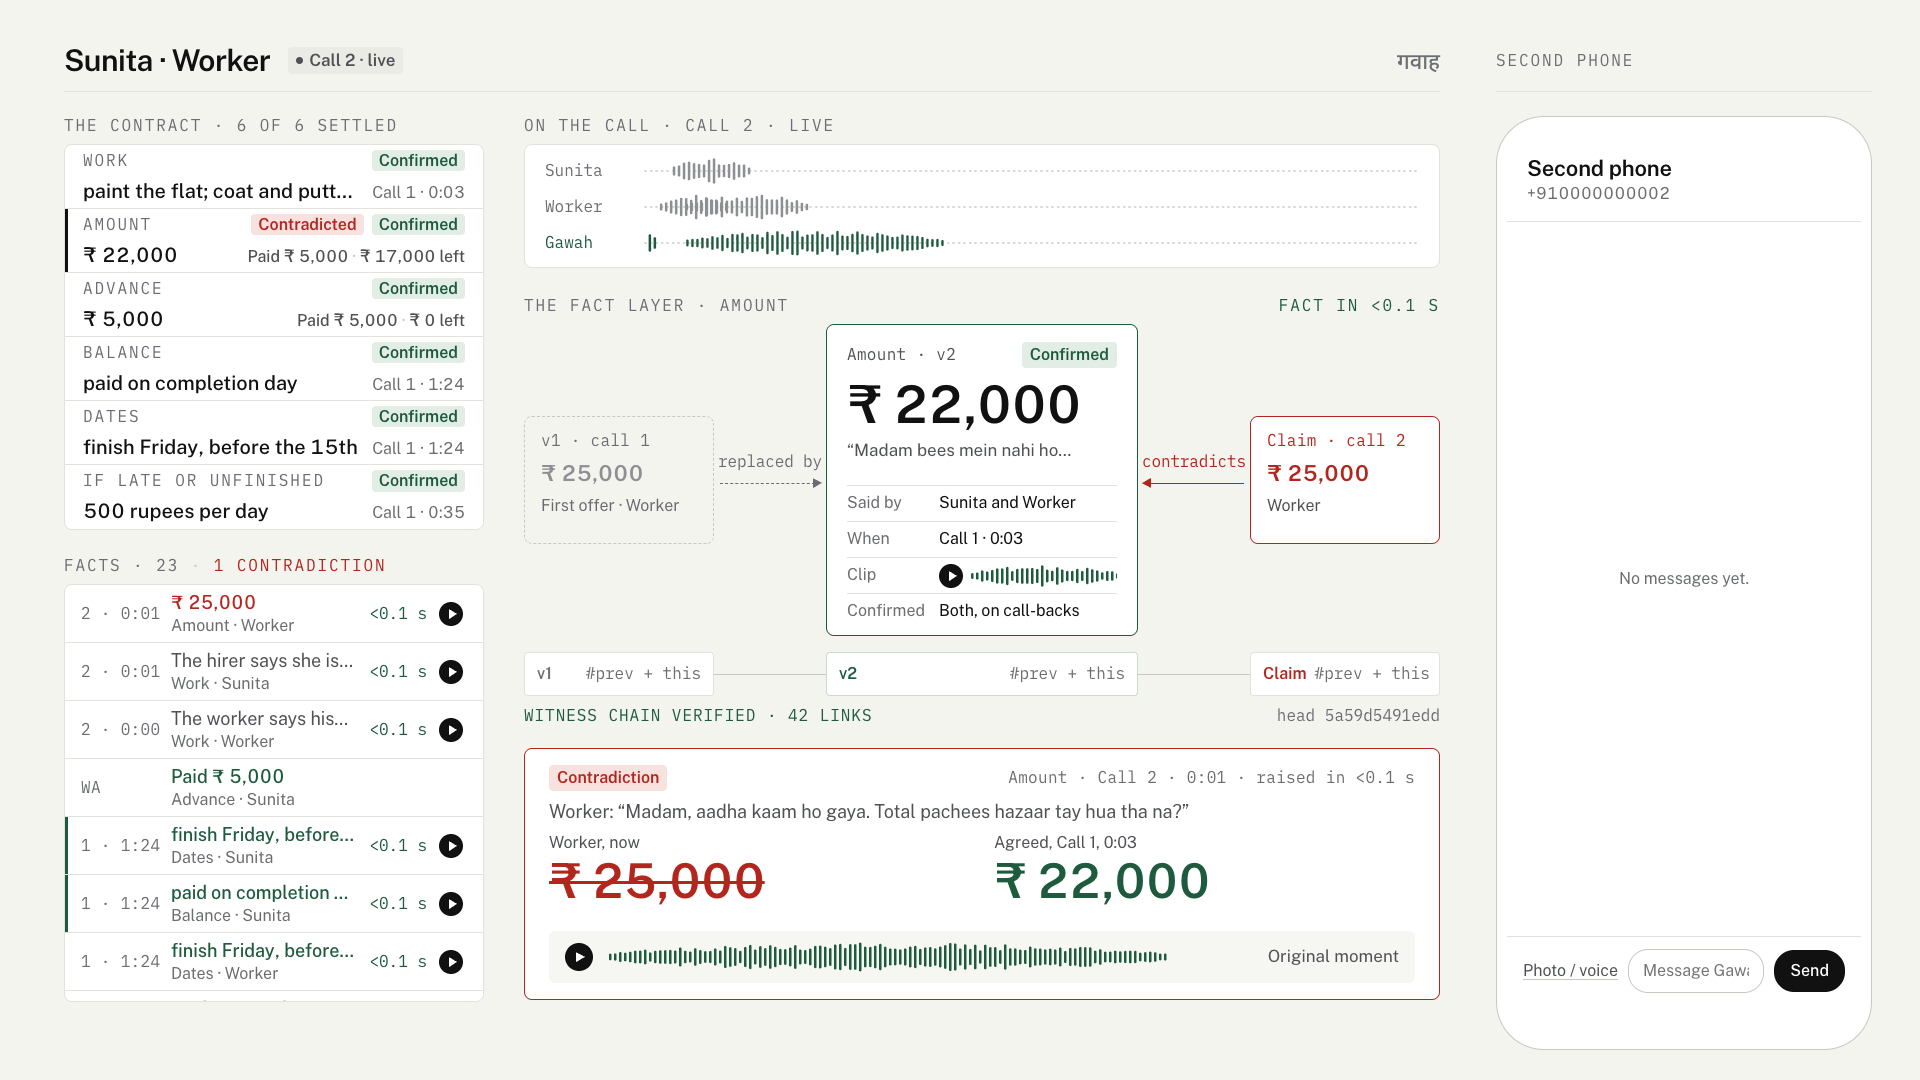 Sunita · Worker
• Call 2 · live
गवाह
SECOND PHONE
THE CONTRACT · 6 OF 6 SETTLED
WORK
Confirmed
paint the flat; coat and putt...
Call 1 · 0:03
AMOUNT
Contradicted
Confirmed
₹ 22,000
Paid ₹ 5,000 · ₹ 17,000 left
ADVANCE
Confirmed
₹ 5,000
Paid ₹ 5,000 · ₹ 0 left
BALANCE
Confirmed
paid on completion day
Call 1 · 1:24
DATES
Confirmed
finish Friday, before the 15th
Call 1 · 1:24
IF LATE OR UNFINISHED
Confirmed
500 rupees per day
Call 1 · 0:35
FACTS · 23 · 1 CONTRADICTION
2 · 0:01
₹ 25,000
Amount · Worker
<0.1 s
2 · 0:01
The hirer says she is...
Work · Sunita
<0.1 s
2 · 0:00
The worker says his...
Work · Worker
<0.1 s
WA
Paid ₹ 5,000
Advance · Sunita
1 · 1:24
finish Friday, before...
Dates · Sunita
<0.1 s
1 · 1:24
paid on completion ...
Balance · Sunita
<0.1 s
1 · 1:24
finish Friday, before...
Dates · Worker
<0.1 s
ON THE CALL · CALL 2 · LIVE
Sunita
Worker
Gawah
THE FACT LAYER · AMOUNT
FACT IN <0.1 S
v1 · call 1
₹ 25,000
First offer · Worker
replaced by
Amount · v2
Confirmed
₹ 22,000
“Madam bees mein nahi ho...
Said by
Sunita and Worker
When
Call 1 · 0:03
Clip
Confirmed
Both, on call-backs
contradicts
Claim · call 2
₹ 25,000
Worker
v1
#prev + this
v2
#prev + this
Claim
#prev + this
WITNESS CHAIN VERIFIED · 42 LINKS
head 5a59d5491edd
Contradiction
Amount · Call 2 · 0:01 · raised in <0.1 s
Worker: “Madam, aadha kaam ho gaya. Total pachees hazaar tay hua tha na?”
Worker, now
₹ 25,000
Agreed, Call 1, 0:03
₹ 22,000
Original moment
Second phone
+910000000002
No messages yet.
Photo / voice
Message Gawa
Send